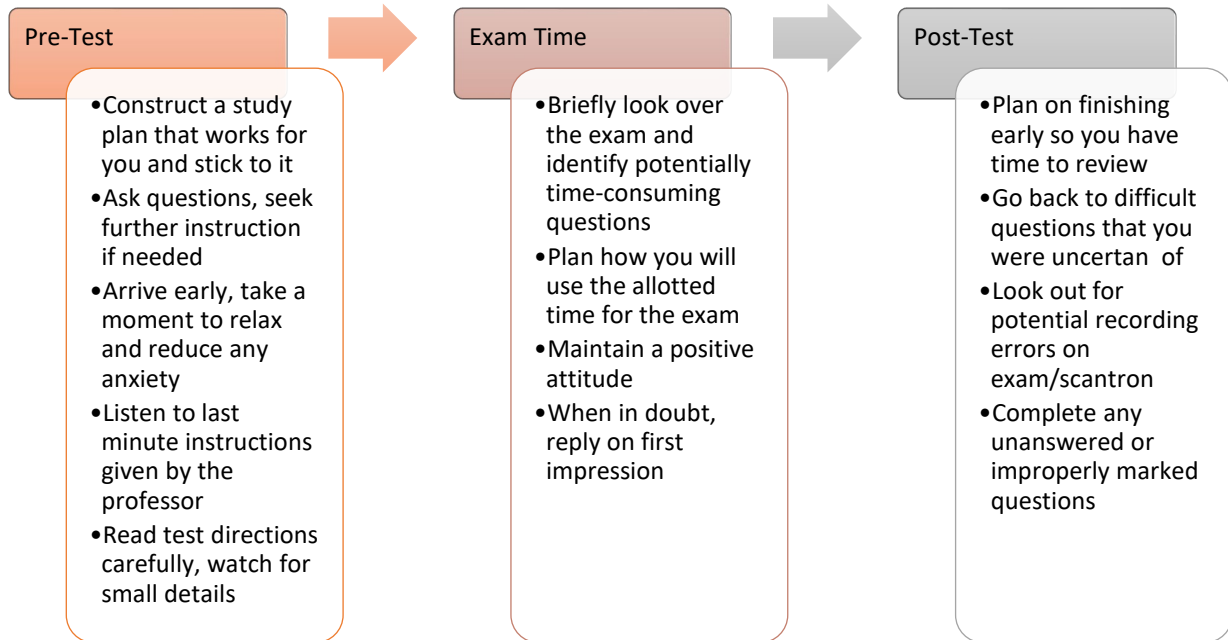 Pre-Test
•Construct a study
plan that works for
you and stick to it
•Ask questions, seek
further instruction
if needed
•Arrive early, take a
moment to relax
and reduce any
anxiety
•Listen to last
minute instructions
given by the
professor
•Read test directions
carefully, watch for
small details
Exam Time
•Briefly look over
the exam and
identify potentially
time-consuming
questions
•Plan how you will
use the allotted
time for the exam
•Maintain a positive
attitude
•When in doubt,
reply on first
impression
Post-Test
•Plan on finishing
early so you have
time to review
•Go back to difficult
questions that you
were uncertan  of
•Look out for
potential recording
errors on
exam/scantron
•Complete any
unanswered or
improperly marked
questions